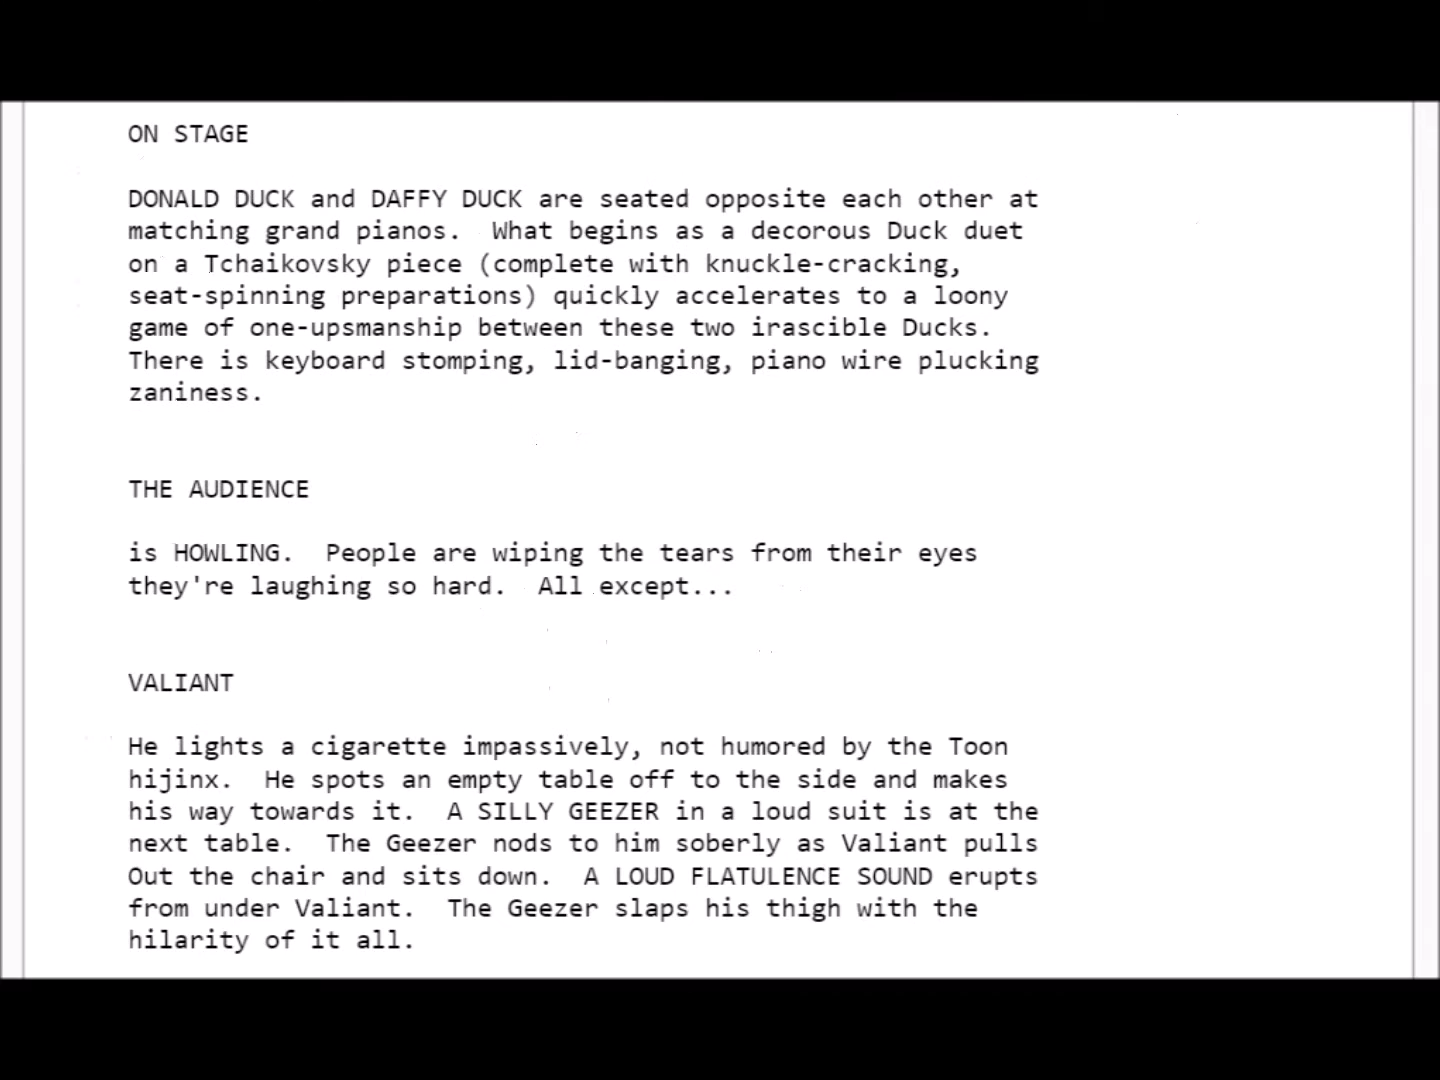 ON STAGE
DONALD DUCK and DAFFY DUCK are seated opposite each other at
matching grand pianos.  What begins as a decorous Duck duet
on a Tchaikovsky piece (complete with knuckle-cracking,
seat-spinning preparations) quickly accelerates to a loony
game of one-upsmanship between these two irascible Ducks.
There is keyboard stomping, lid-banging, piano wire plucking
zaniness.
THE AUDIENCE
is HOWLING.  People are wiping the tears from their eyes
they're laughing so hard.  All except...
VALIANT
He lights a cigarette impassively, not humored by the Toon
hijinx.  He spots an empty table off to the side and makes
his way towards it.  A SILLY GEEZER in a loud suit is at the
next table.  The Geezer nods to him soberly as Valiant pulls
Out the chair and sits down.  A LOUD FLATULENCE SOUND erupts
from under Valiant.  The Geezer slaps his thigh with the
hilarity of it all.